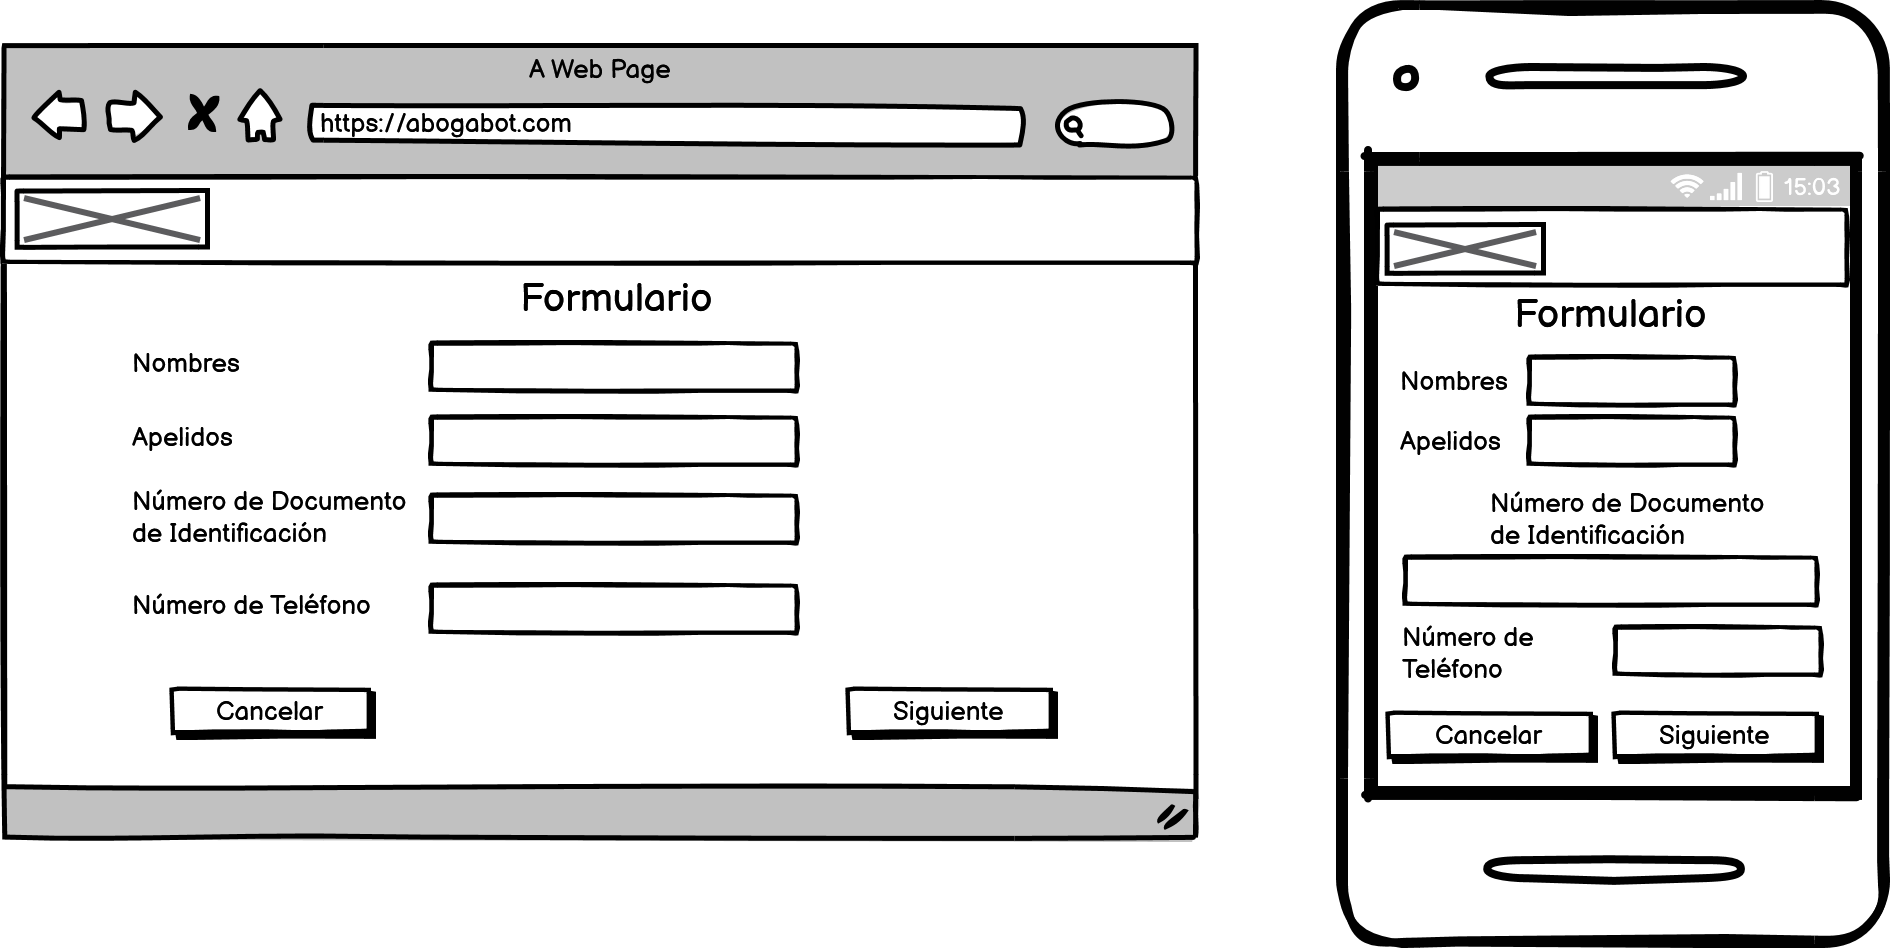 A Web Page
https://abogabot.com
Formulario
Nombres
Apelidos
Número de Documento
de Identificación
Número de Teléfono
Cancelar
Siguiente
15:03
Formulario
Nombres
Apelidos
Número de Documento
de Identificación
Número de
Teléfono
Cancelar
Siguiente